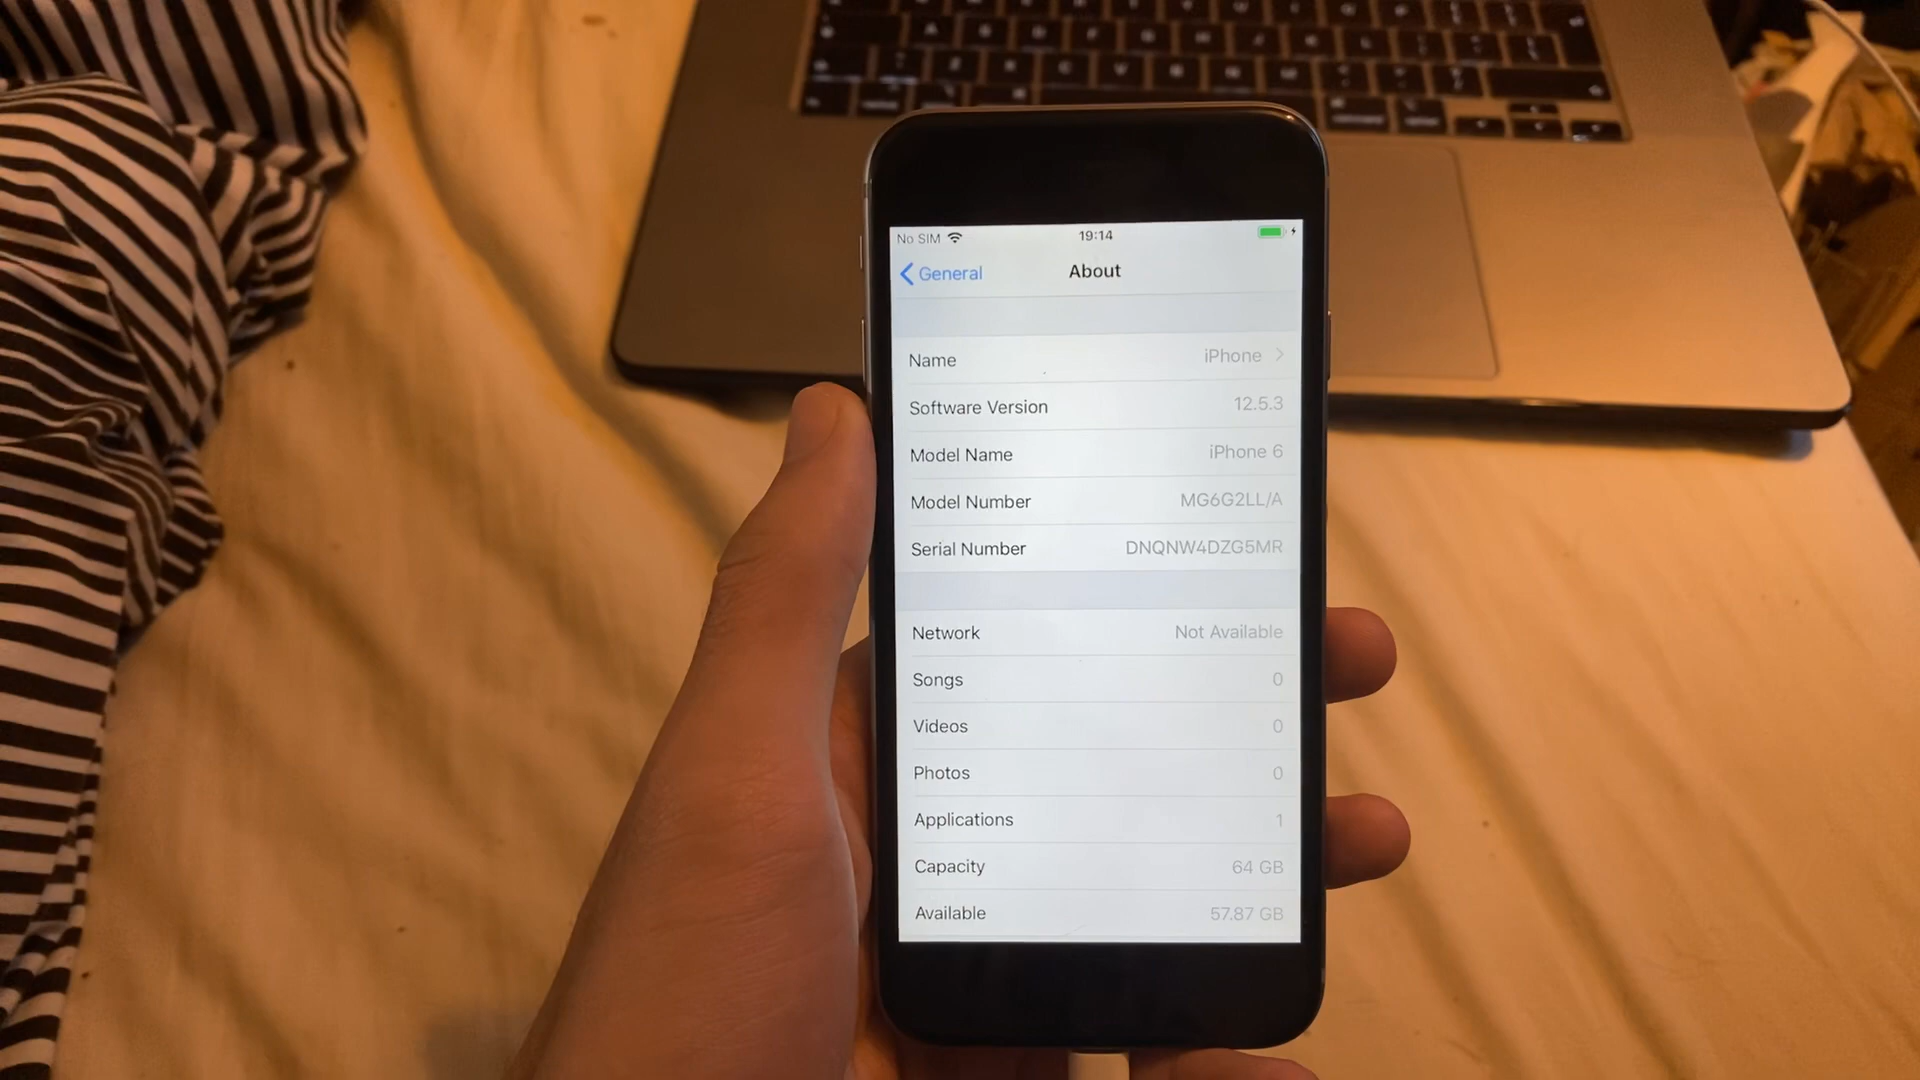 No SIM 19:14
General About
Name iPhone
Software Version 12.5.3
Model Name iPhone 6
Model Number MG6G2LL/A
Serial Number DNQNW4DZG5MR
Network Not Available
Songs 0
Videos 0
Photos 0
Applications 1
Capacity 64 GB
Available 57.87 GB